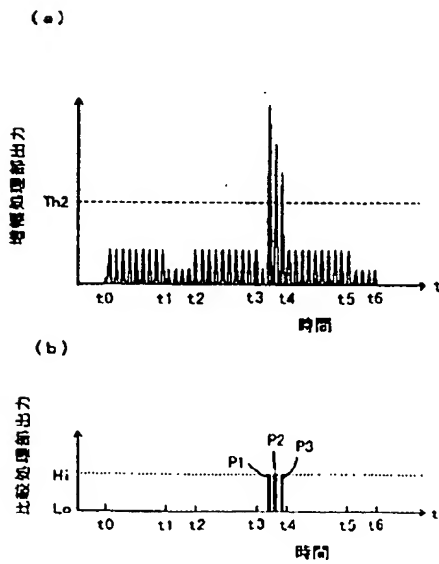 (a)
増幅処理部出力
Th2
t0 t1 t2 t3 t4 t5 t6 t
時間
(b)
比較処理部出力
P1 P2 P3
Hi
Lo
t0 t1 t2 t3 t4 t5 t6 t
時間